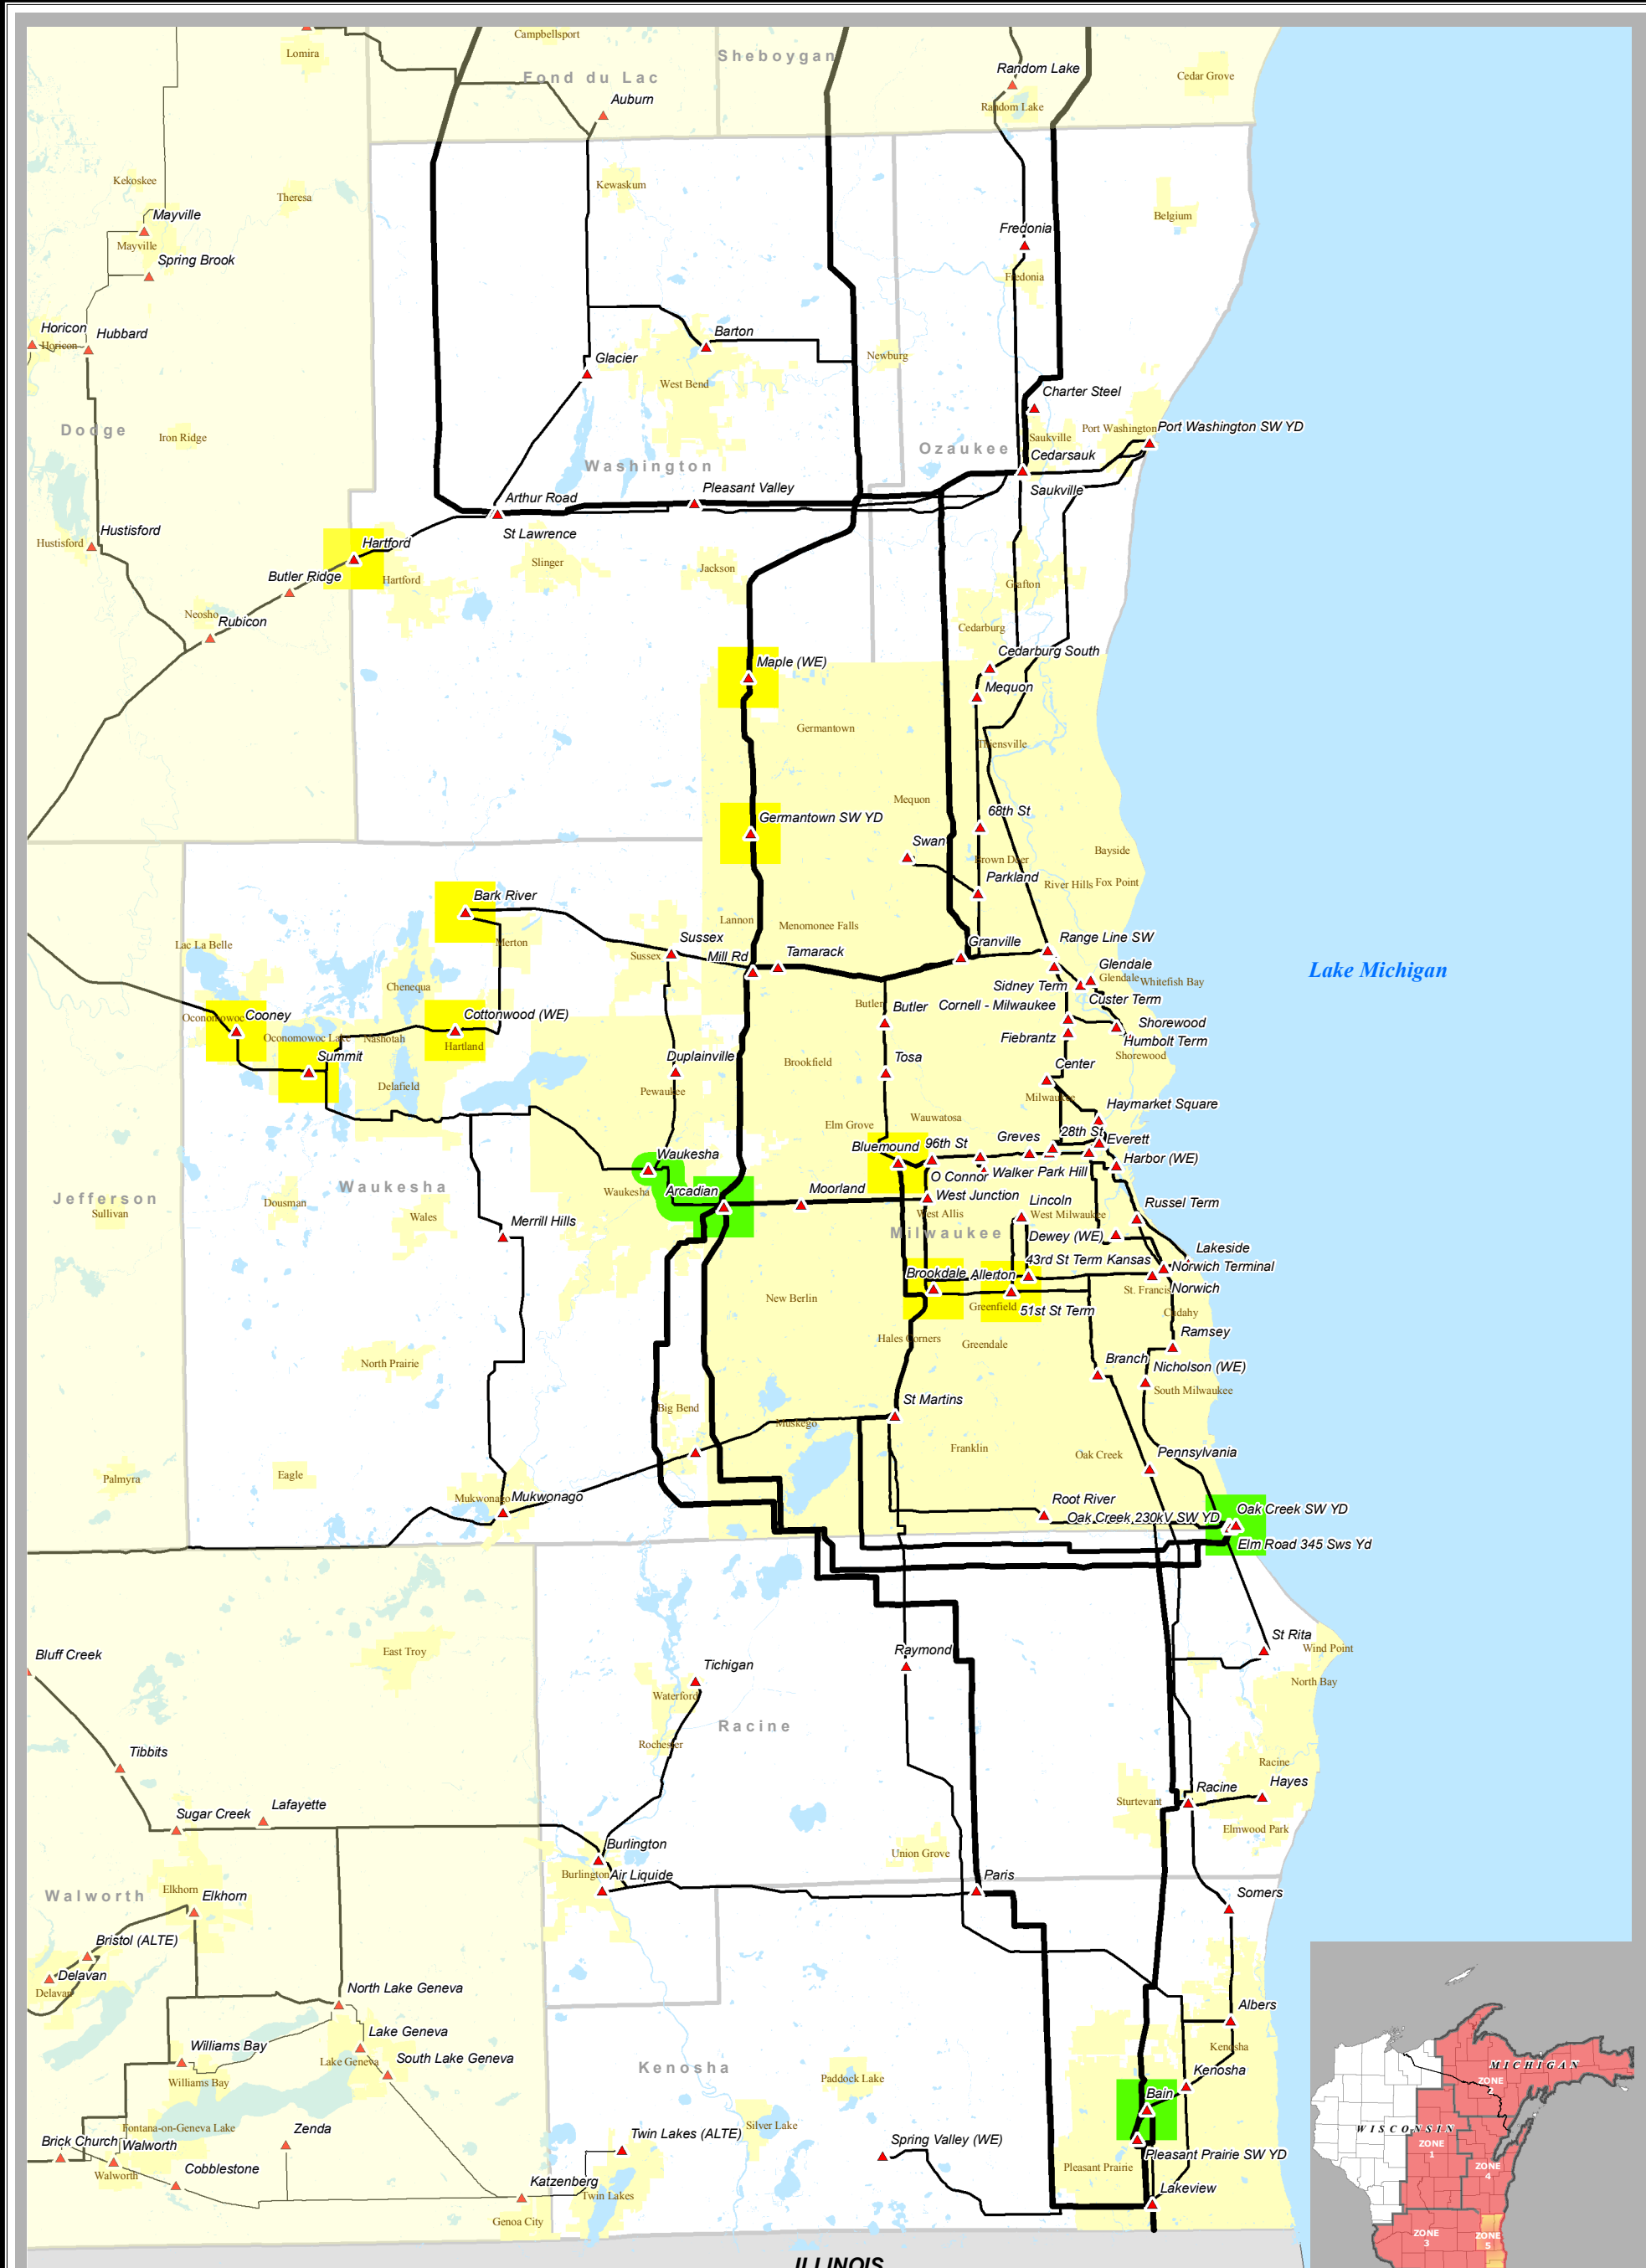 Campbellsport
Lomira
Sheboygan
Fond du Lac
Random Lake
Cedar Grove
Auburn
Random Lake
Kekoskee
Kewaskum
Theresa
Mayville
Belgium
Mayville
Fredonia
Spring Brook
Fredonia
Horicon
Hubbard
Barton
Horicon
Glacier
Newburg
West Bend
Charter Steel
Dodge
Iron Ridge
Port Washington
Port Washington SW YD
Saukville
Ozaukee
Cedarsauk
Washington
Pleasant Valley
Saukville
Arthur Road
Hustisford
St Lawrence
Hustisford
Hartford
Slinger
Jackson
Butler Ridge
Hartford
Grafton
Neosho
Rubicon
Cedarburg
Cedarburg South
Maple (WE)
Mequon
Germantown
Thiensville
Mequon
68th St
Germantown SW YD
Swan
Bayside
Brown Deer
Parkland
River Hills
Fox Point
Bark River
Lannon
Menomonee Falls
Merton
Lac La Belle
Sussex
Granville
Range Line SW
Sussex
Mill Rd
Tamarack
Glendale
Lake Michigan
Glendale
Whitefish Bay
Sidney Term
Chenequa
Custer Term
Butler
Butler
Cornell - Milwaukee
Oconomowoc
Cooney
Cottonwood (WE)
Shorewood
Oconomowoc Lake
Nashotah
Hartland
Fiebrantz
Humbolt Term
Summit
Duplainville
Brookfield
Tosa
Shorewood
Center
Delafield
Pewaukee
Milwaukee
Haymarket Square
Wauwatosa
Elm Grove
28th St
Greves
Everett
Bluemound
96th St
Waukesha
Harbor (WE)
O Connor
Walker
Park Hill
Waukesha
Waukesha
Arcadian
Moorland
West Junction
Jefferson
Dousman
Lincoln
Russel Term
Sullivan
Wales
West Allis
West Milwaukee
Merrill Hills
Milwaukee
Dewey (WE)
Lakeside
43rd St Term
Kansas
Norwich Terminal
Brookdale
Allerton
St. Francis
Norwich
New Berlin
Greenfield
51st St Term
Cudahy
Hales Corners
Greendale
Ramsey
North Prairie
Branch
Nicholson (WE)
South Milwaukee
Big Bend
St Martins
Muskego
Franklin
Oak Creek
Pennsylvania
Palmyra
Eagle
Mukwonago
Mukwonago
Root River
Oak Creek SW YD
Oak Creek 230kV SW YD
Elm Road 345 Sws Yd
Bluff Creek
East Troy
St Rita
Raymond
Wind Point
Tichigan
North Bay
Waterford
Racine
Rochester
Tibbits
Racine
Hayes
Racine
Sugar Creek
Lafayette
Sturtevant
Elmwood Park
Burlington
Union Grove
Burlington
Air Liquide
Paris
Walworth
Elkhorn
Elkhorn
Somers
Bristol (ALTE)
Delavan
Delavan
North Lake Geneva
Albers
Lake Geneva
Williams Bay
Lake Geneva
South Lake Geneva
Kenosha
Kenosha
Williams Bay
Paddock Lake
Kenosha
MICHIGAN
ZONE
2
Bain
Fontana-on-Geneva Lake
Zenda
Silver Lake
WISCONSIN
Twin Lakes (ALTE)
Brick Church
Walworth
Spring Valley (WE)
ZONE
1
Pleasant Prairie SW YD
Walworth
Cobblestone
Pleasant Prairie
ZONE
4
Katzenberg
Lakeview
Twin Lakes
Genoa City
ZONE
3
ZONE
5
ILLINOIS